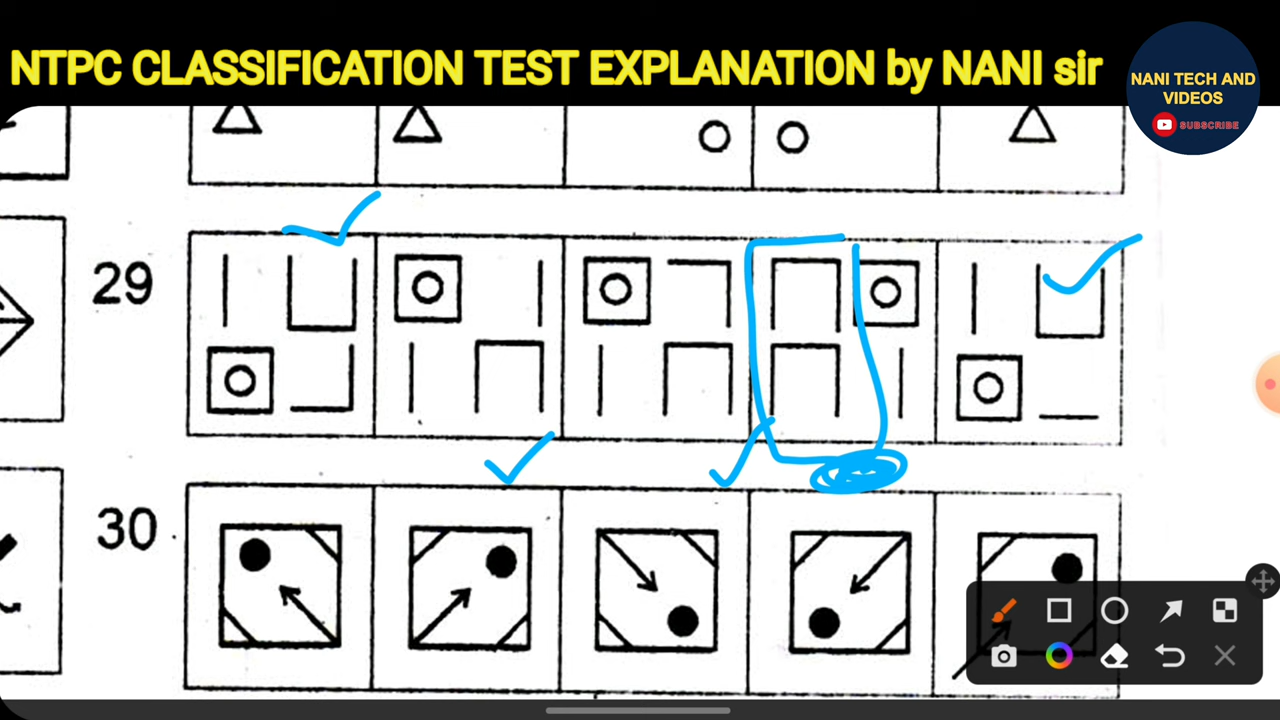 NTPC CLASSIFICATION TEST EXPLANATION by NANI sir
NANI TECH AND
VIDEOS
SUBSCRIBE
29
30